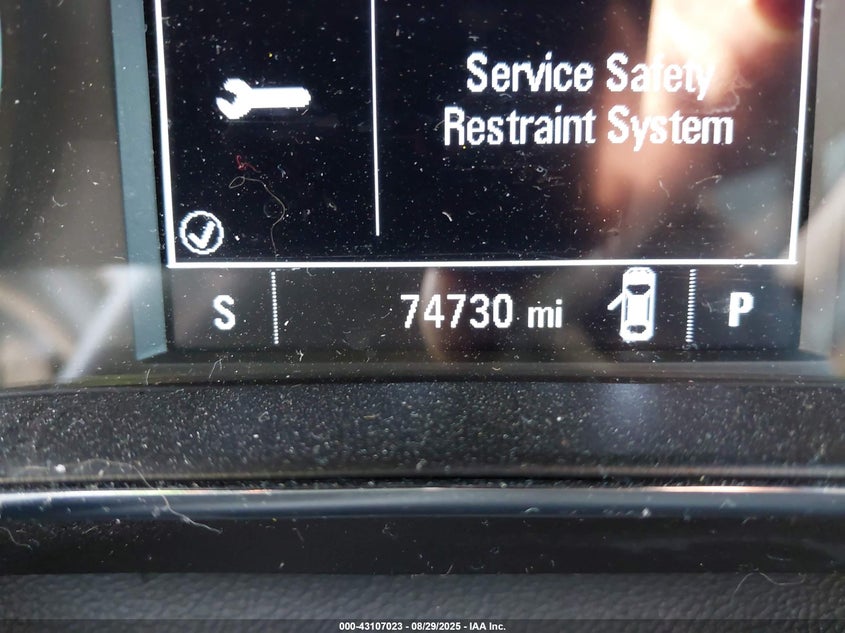 Service Safety
Restraint System
S 74730 mi P
000-43107023 - 08/29/2025 - IAA Inc.